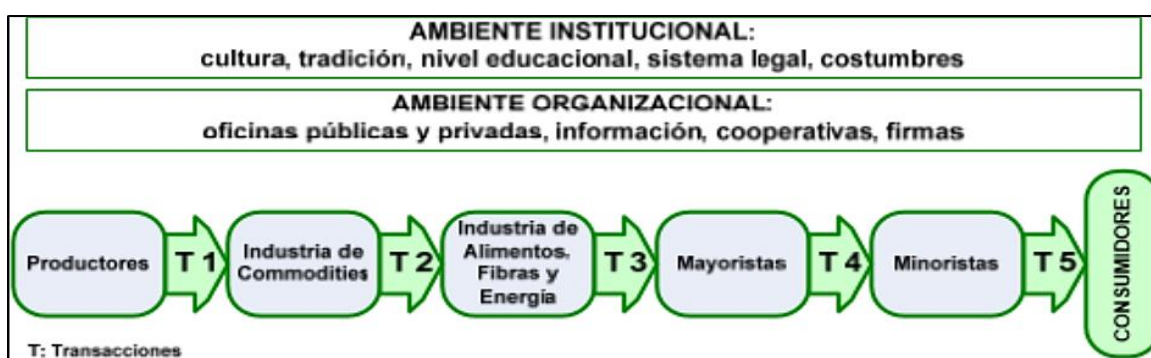 AMBIENTE INSTITUCIONAL:
cultura, tradición, nivel educacional, sistema legal, costumbres
AMBIENTE ORGANIZACIONAL:
oficinas públicas y privadas, información, cooperativas, firmas
Productores
T 1
Industria de
Commodities
T 2
Industria de
Alimentos,
Fibras y
Energía
T 3
Mayoristas
T 4
Minoristas
T 5
CONSUMIDORES
T: Transacciones